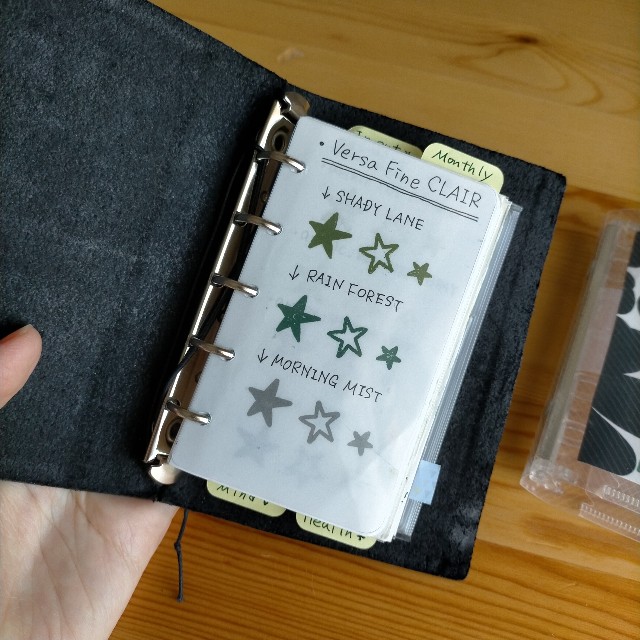 Monthly
• Versa Fine CLAIR
↓ SHADY LANE
↓ RAIN FOREST
↓ MORNING MIST
Health +